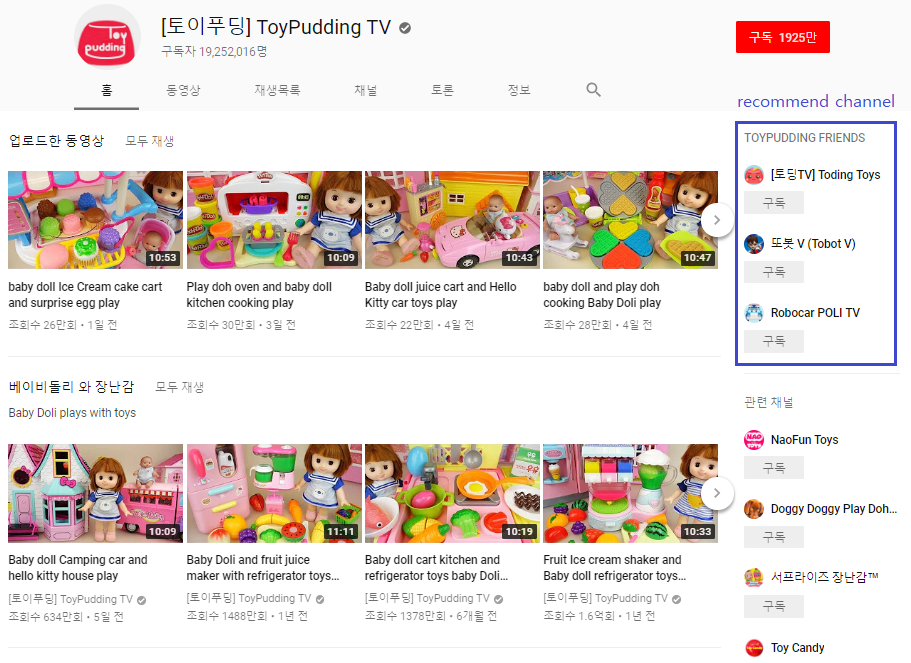 Toy
pudding
[토이푸딩] ToyPudding TV
구독자 19,252,016명
구독 1925만
홈 동영상 재생목록 채널 토론 정보
recommend channel
업로드한 동영상 모두 재생
10:53 10:09 10:43 10:47
baby doll Ice Cream cake cart and surprise egg play
조회수 26만회 • 1일 전
Play doh oven and baby doll kitchen cooking play
조회수 30만회 • 3일 전
Baby doll juice cart and Hello Kitty car toys play
조회수 22만회 • 4일 전
baby doll and play doh cooking Baby Doli play
조회수 28만회 • 4일 전
베이비돌리 와 장난감 모두 재생
Baby Doli plays with toys
10:09 11:11 10:19 10:33
Baby doll Camping car and hello kitty house play
[토이푸딩] ToyPudding TV
조회수 634만회 • 5일 전
Baby Doli and fruit juice maker with refrigerator toys...
[토이푸딩] ToyPudding TV
조회수 1488만회 • 1년 전
Baby doll cart kitchen and refrigerator toys baby Doli...
[토이푸딩] ToyPudding TV
조회수 1378만회 • 6개월 전
Fruit Ice cream shaker and Baby doll refrigerator toys...
[토이푸딩] ToyPudding TV
조회수 1.6억회 • 1년 전
TOYPUDDING FRIENDS
[토딩TV] Toding Toys
구독
또봇 V (Tobot V)
구독
Robocar POLI TV
구독
관련 채널
NaoFun Toys
구독
Doggy Doggy Play Doh...
구독
서프라이즈 장난감™
구독
Toy Candy